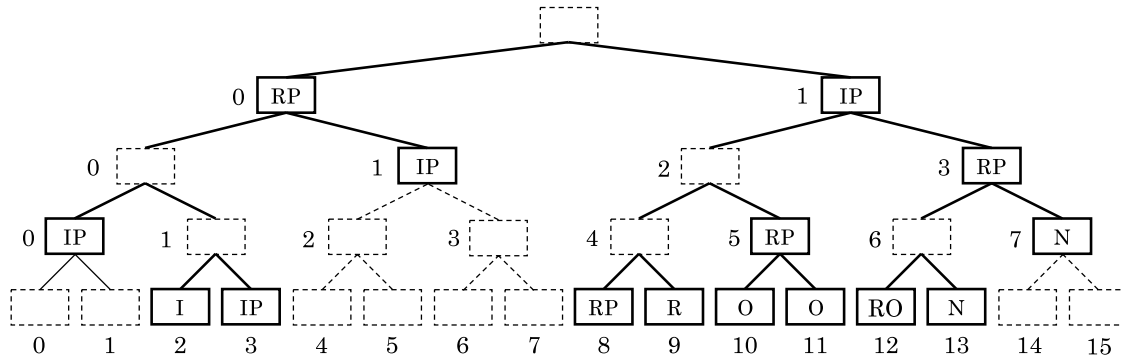 0 RP 1 IP
0 1 IP 2 3 RP
0 IP 1 2 3 4 5 RP 6 7 N
I IP RP R O O RO N
0 1 2 3 4 5 6 7 8 9 10 11 12 13 14 15